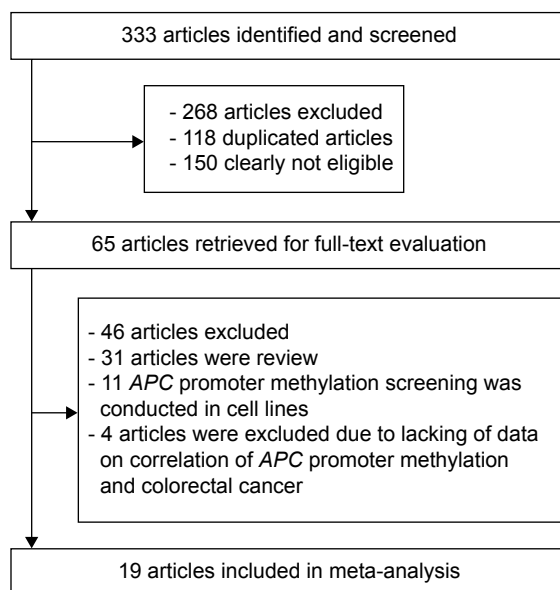 333 articles identified and screened
- 268 articles excluded
- 118 duplicated articles
- 150 clearly not eligible
65 articles retrieved for full-text evaluation
- 46 articles excluded
- 31 articles were review
- 11 APC promoter methylation screening was
conducted in cell lines
- 4 articles were excluded due to lacking of data
on correlation of APC promoter methylation
and colorectal cancer
19 articles included in meta-analysis